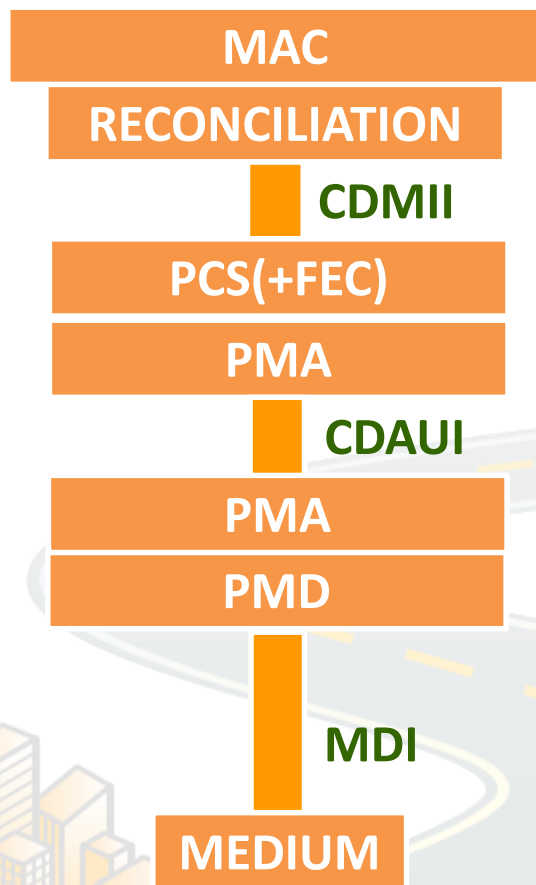 MAC
RECONCILIATION
CDMII
PCS(+FEC)
PMA
CDAUI
PMA
PMD
MDI
MEDIUM